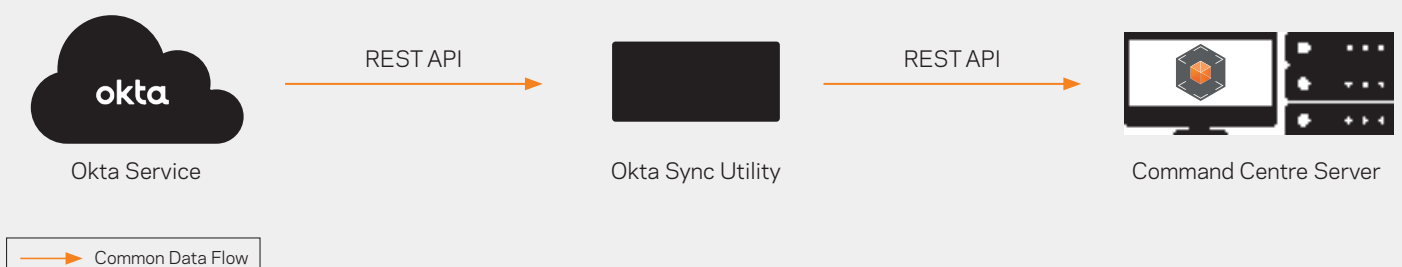 okta
REST API
REST API
Okta Service
Okta Sync Utility
Command Centre Server
Common Data Flow